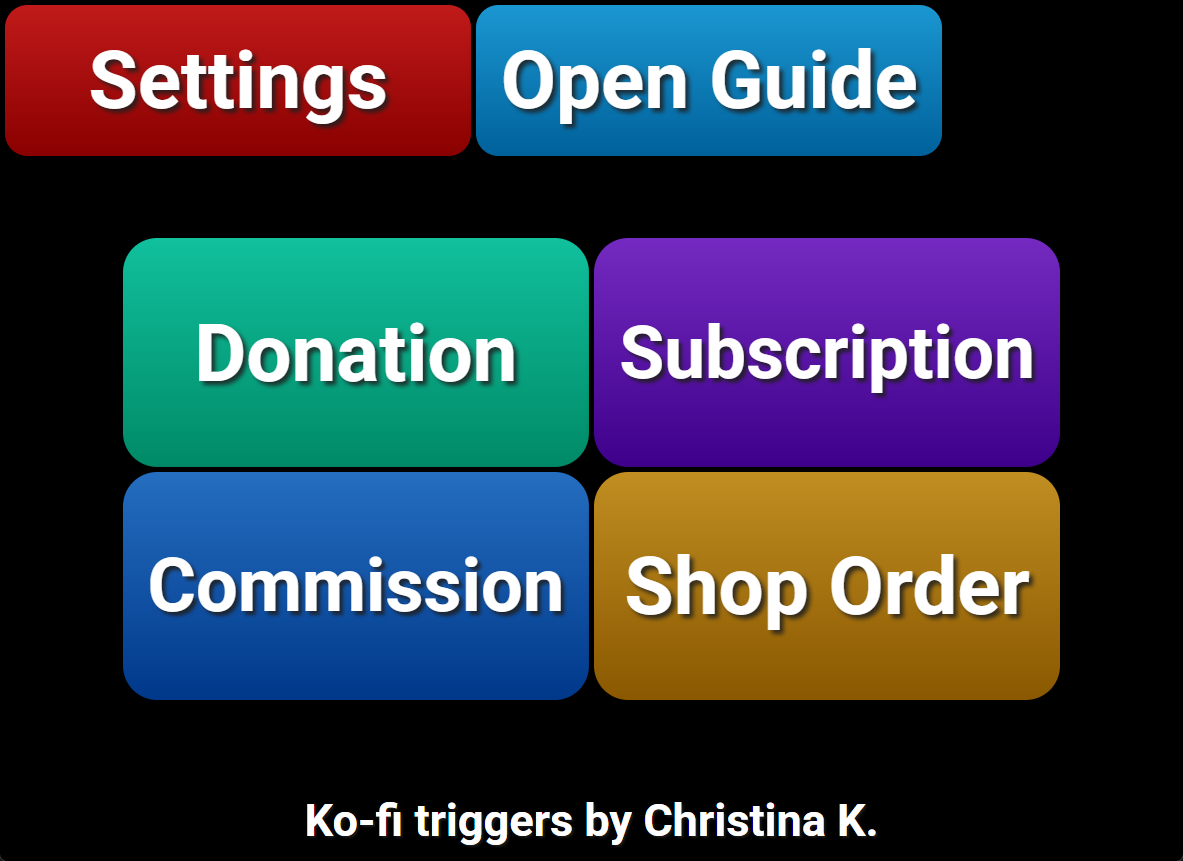 Settings
Open Guide
Donation
Subscription
Commission
Shop Order
Ko-fi triggers by Christina K.